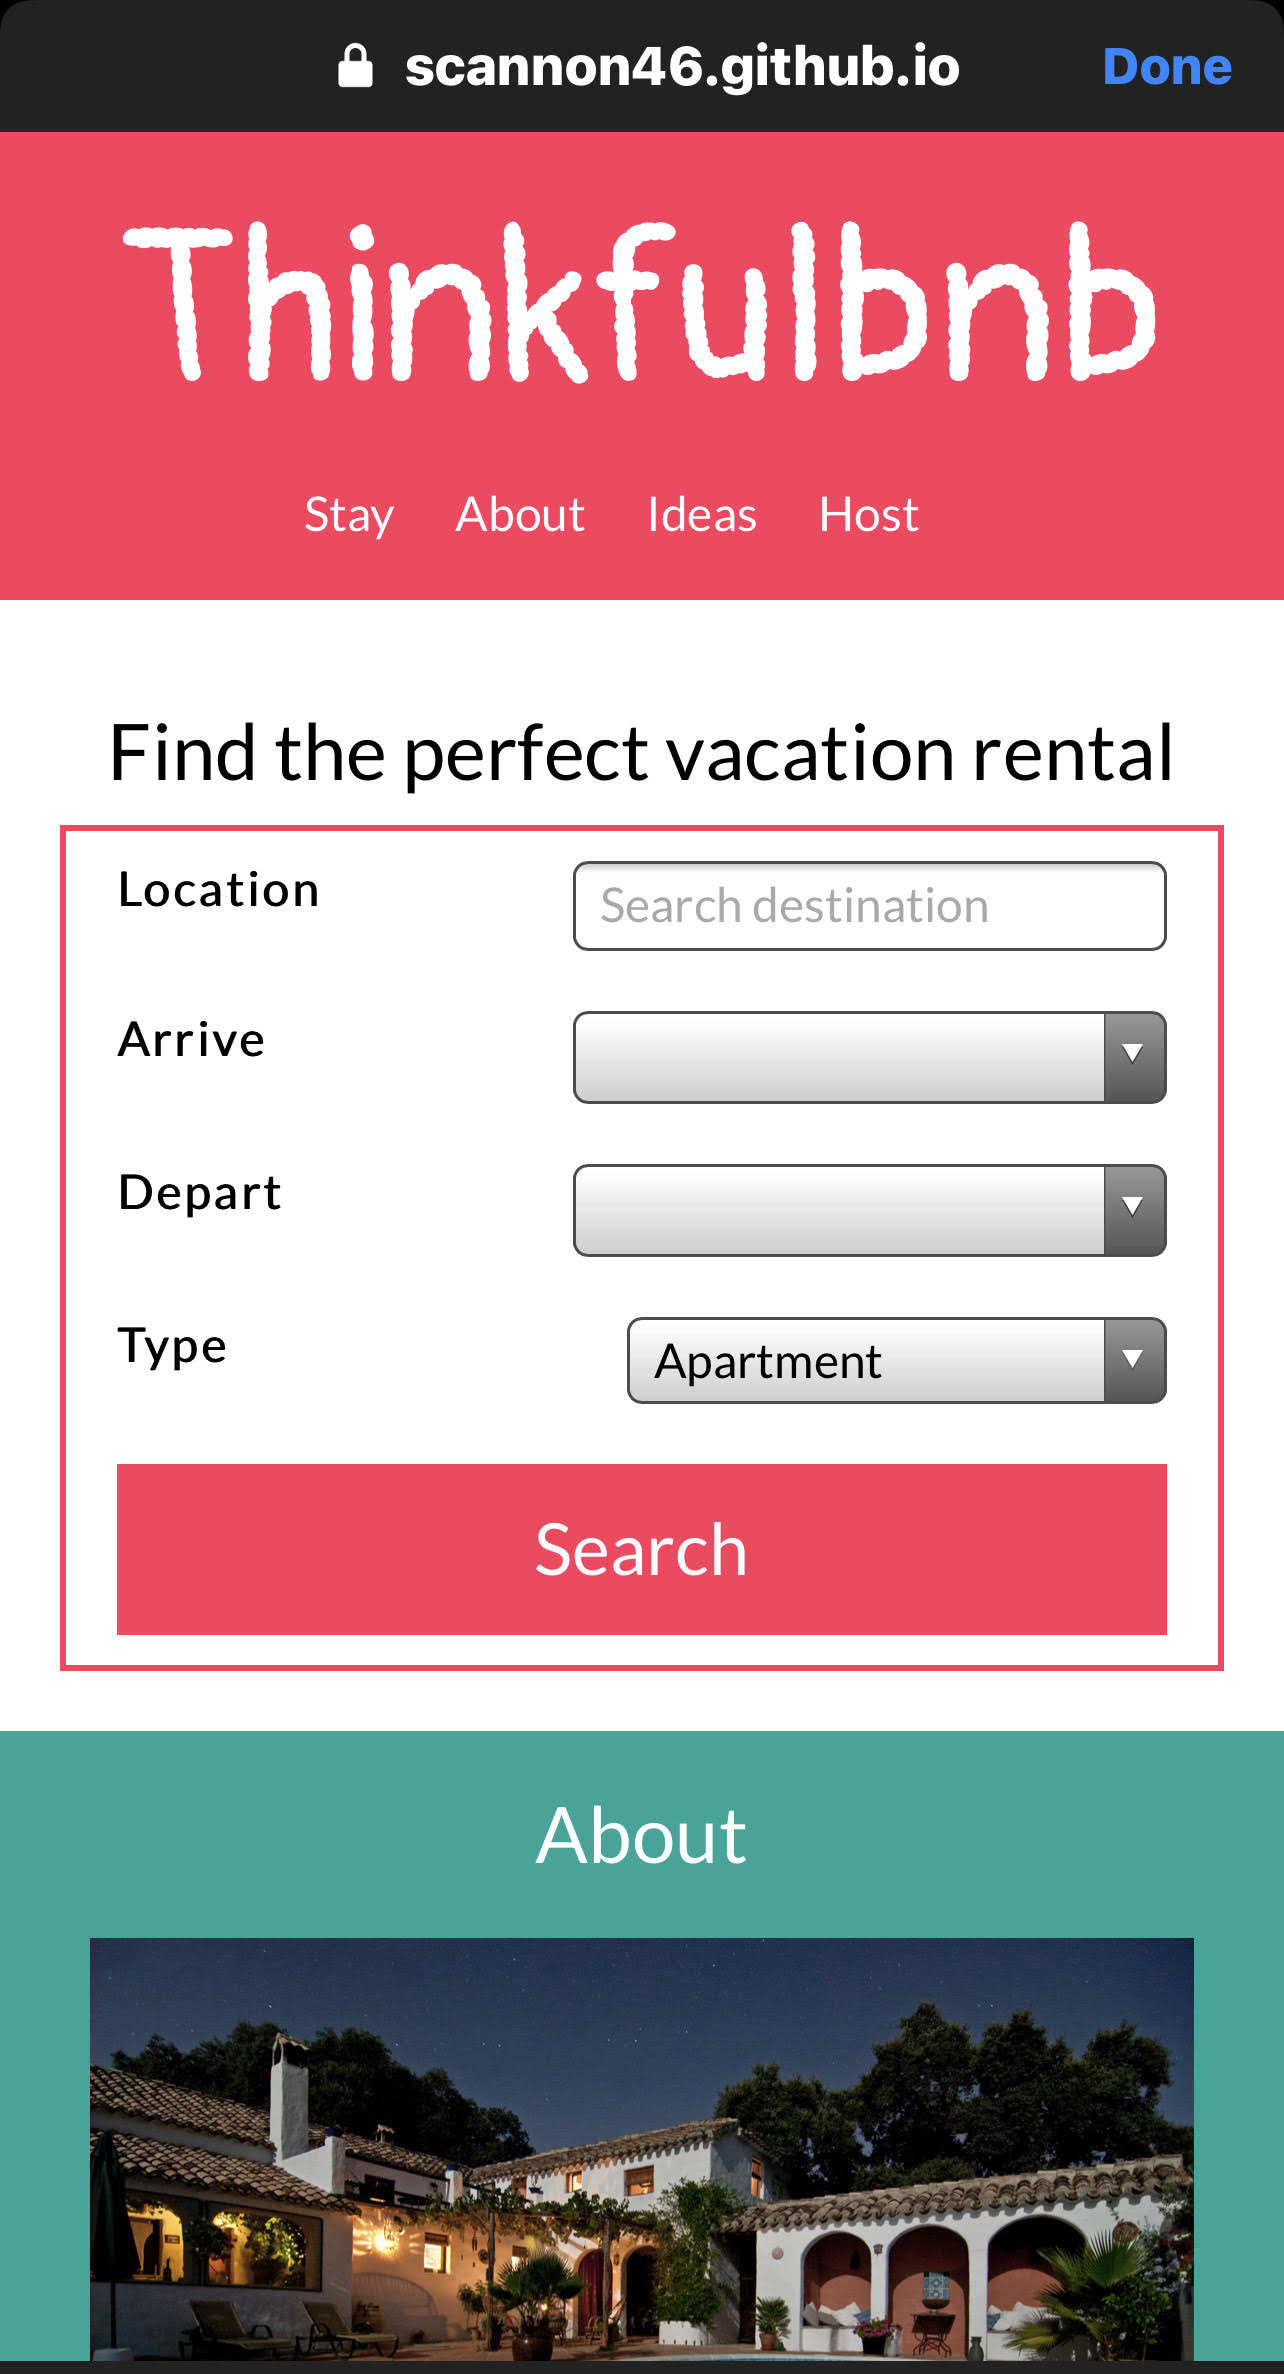 scannon46.github.io Done
Thinkfulbnb
Stay About Ideas Host
Find the perfect vacation rental
Location Search destination
Arrive
Depart
Type Apartment
Search
About